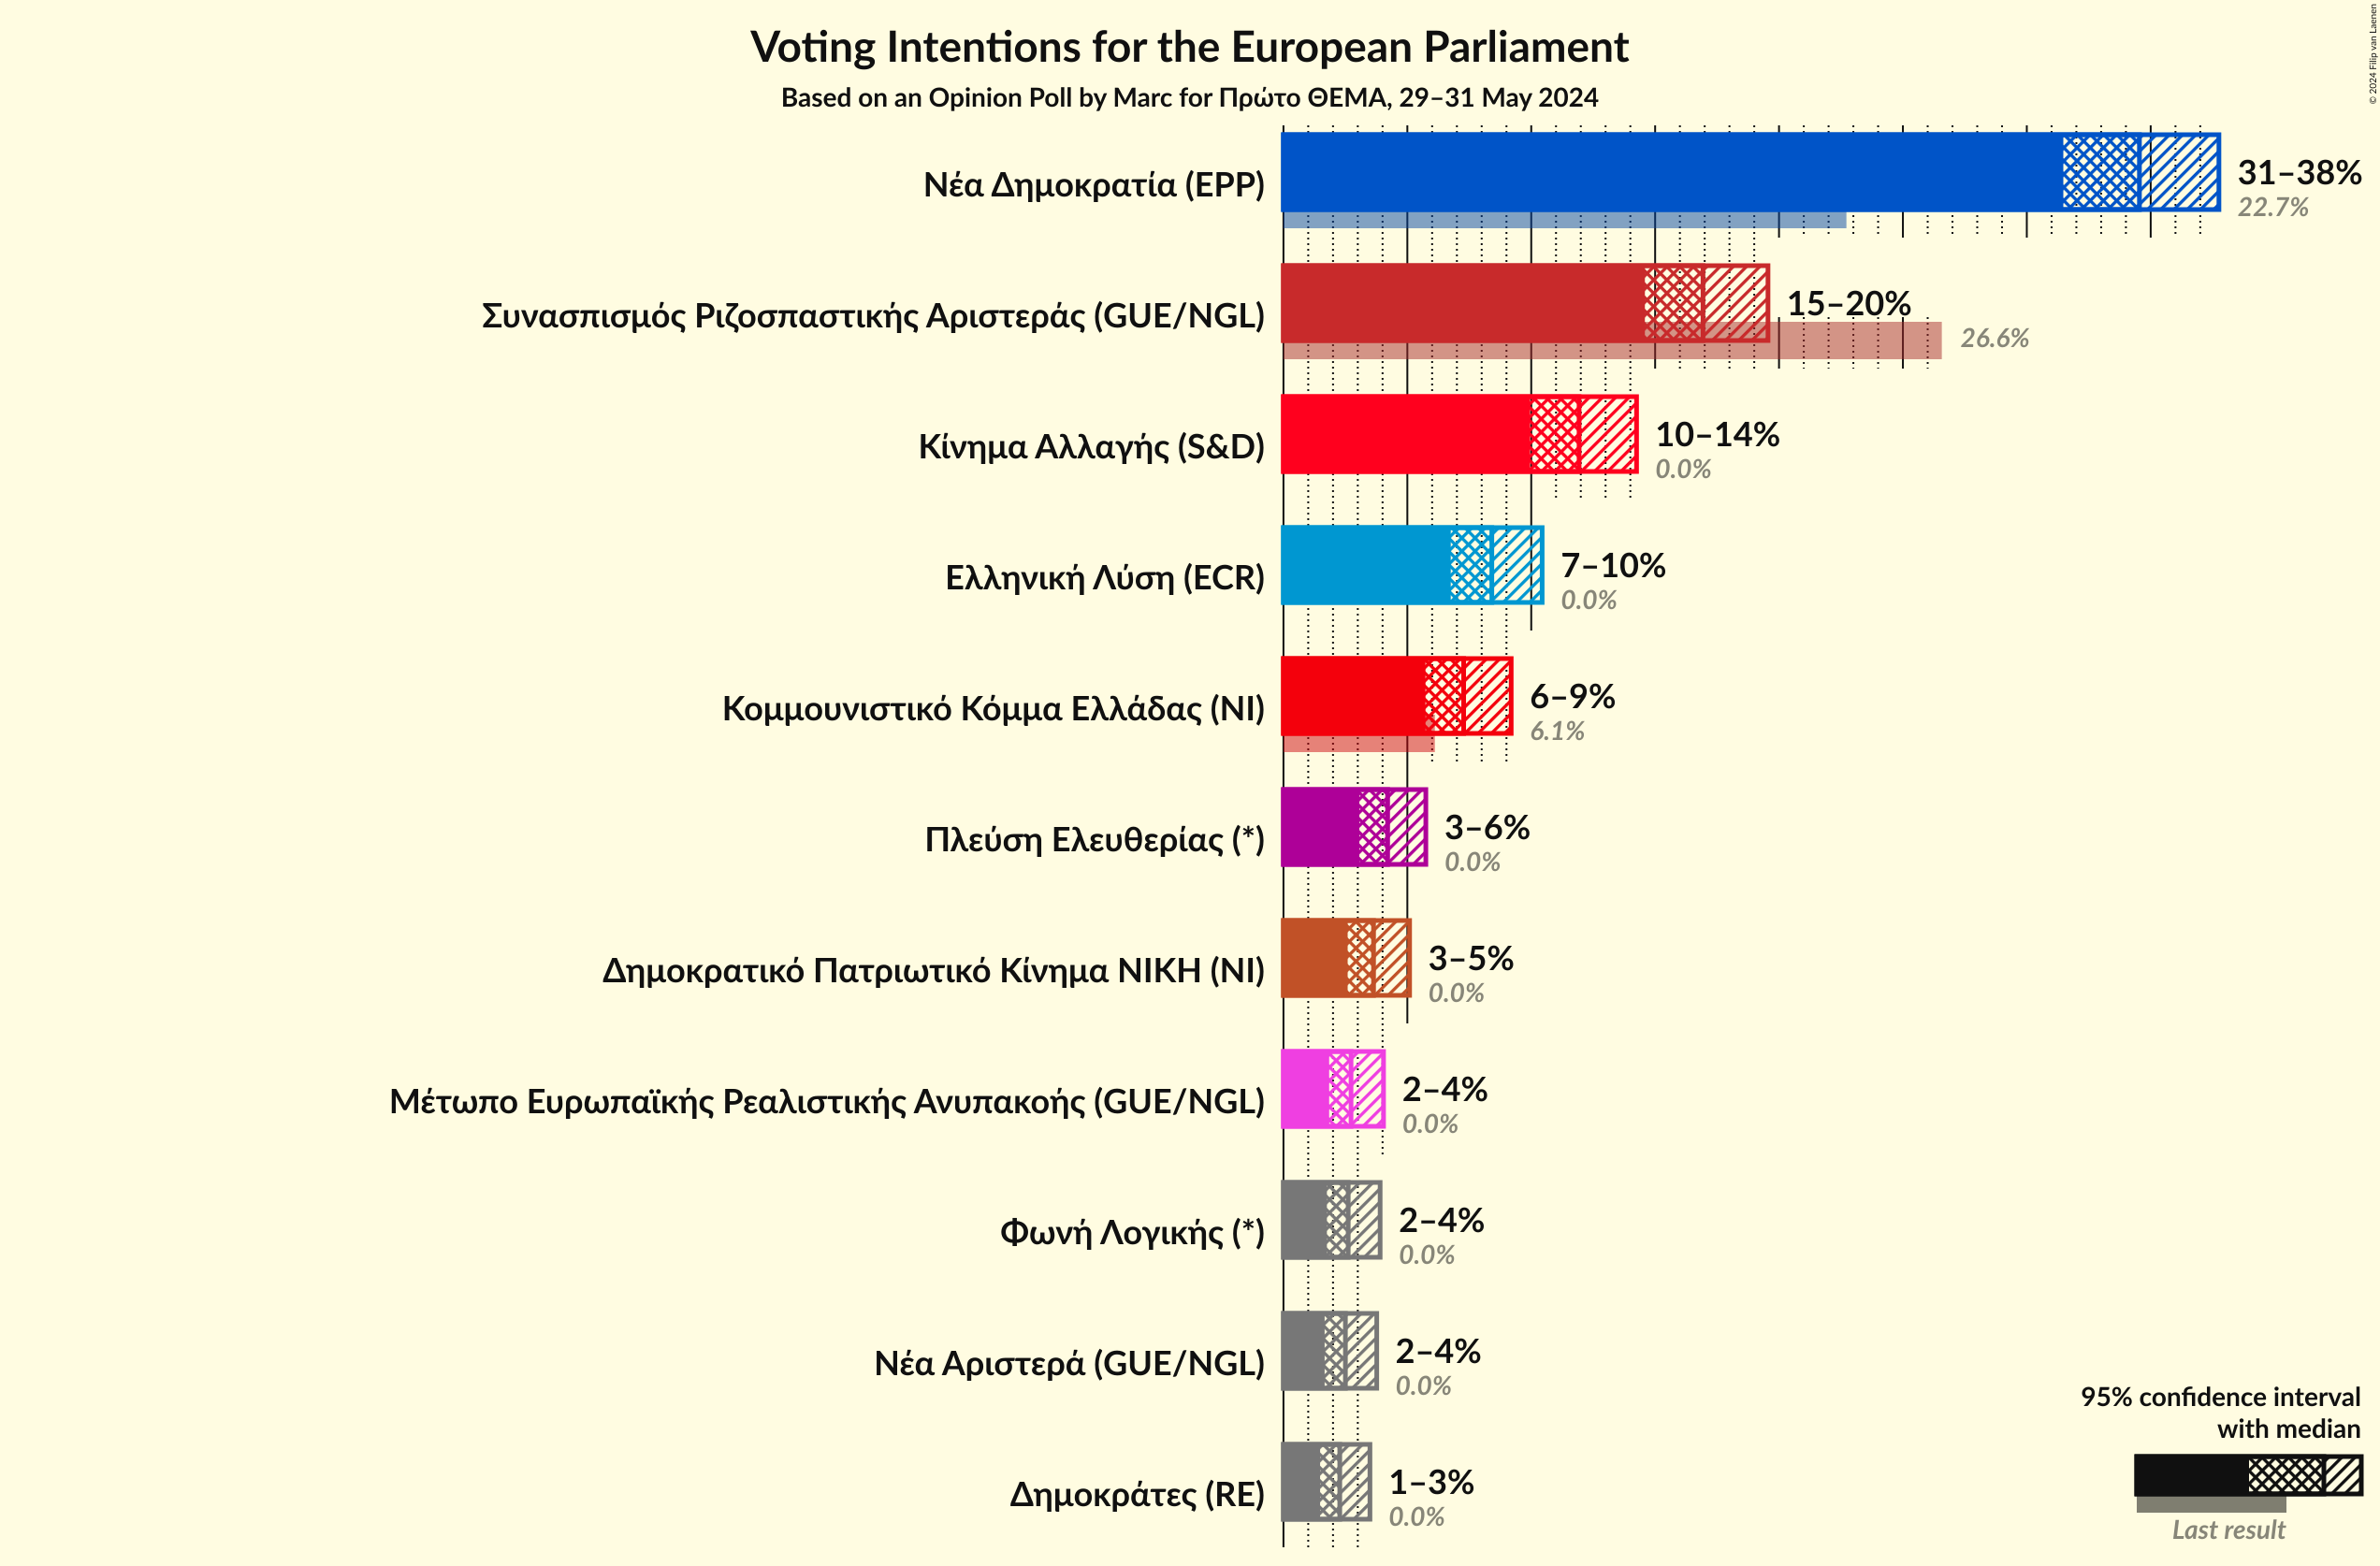 Voting Intentions for the European Parliament
Based on an Opinion Poll by Marc for Πρώτο ΘΕΜΑ, 29–31 May 2024
© 2024 Filip van Laenen
Νέα Δημοκρατία (EPP)
31–38%
22.7%
Συνασπισμός Ριζοσπαστικής Αριστεράς (GUE/NGL)
15–20%
26.6%
Κίνημα Αλλαγής (S&D)
10–14%
0.0%
Ελληνική Λύση (ECR)
7–10%
0.0%
Κομμουνιστικό Κόμμα Ελλάδας (NI)
6–9%
6.1%
Πλεύση Ελευθερίας (*)
3–6%
0.0%
Δημοκρατικό Πατριωτικό Κίνημα ΝΙΚΗ (NI)
3–5%
0.0%
Μέτωπο Ευρωπαϊκής Ρεαλιστικής Ανυπακοής (GUE/NGL)
2–4%
0.0%
Φωνή Λογικής (*)
2–4%
0.0%
Νέα Αριστερά (GUE/NGL)
2–4%
0.0%
Δημοκράτες (RE)
1–3%
0.0%
95% confidence interval
with median
Last result